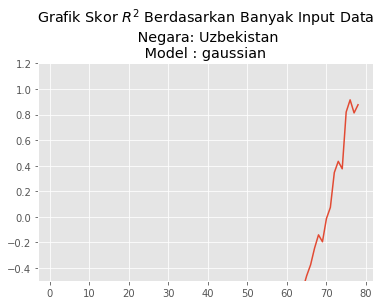 Grafik Skor R² Berdasarkan Banyak Input Data
Negara: Uzbekistan
Model : gaussian
1.2
1.0
0.8
0.6
0.4
0.2
0.0
−0.2
−0.4
0 10 20 30 40 50 60 70 80